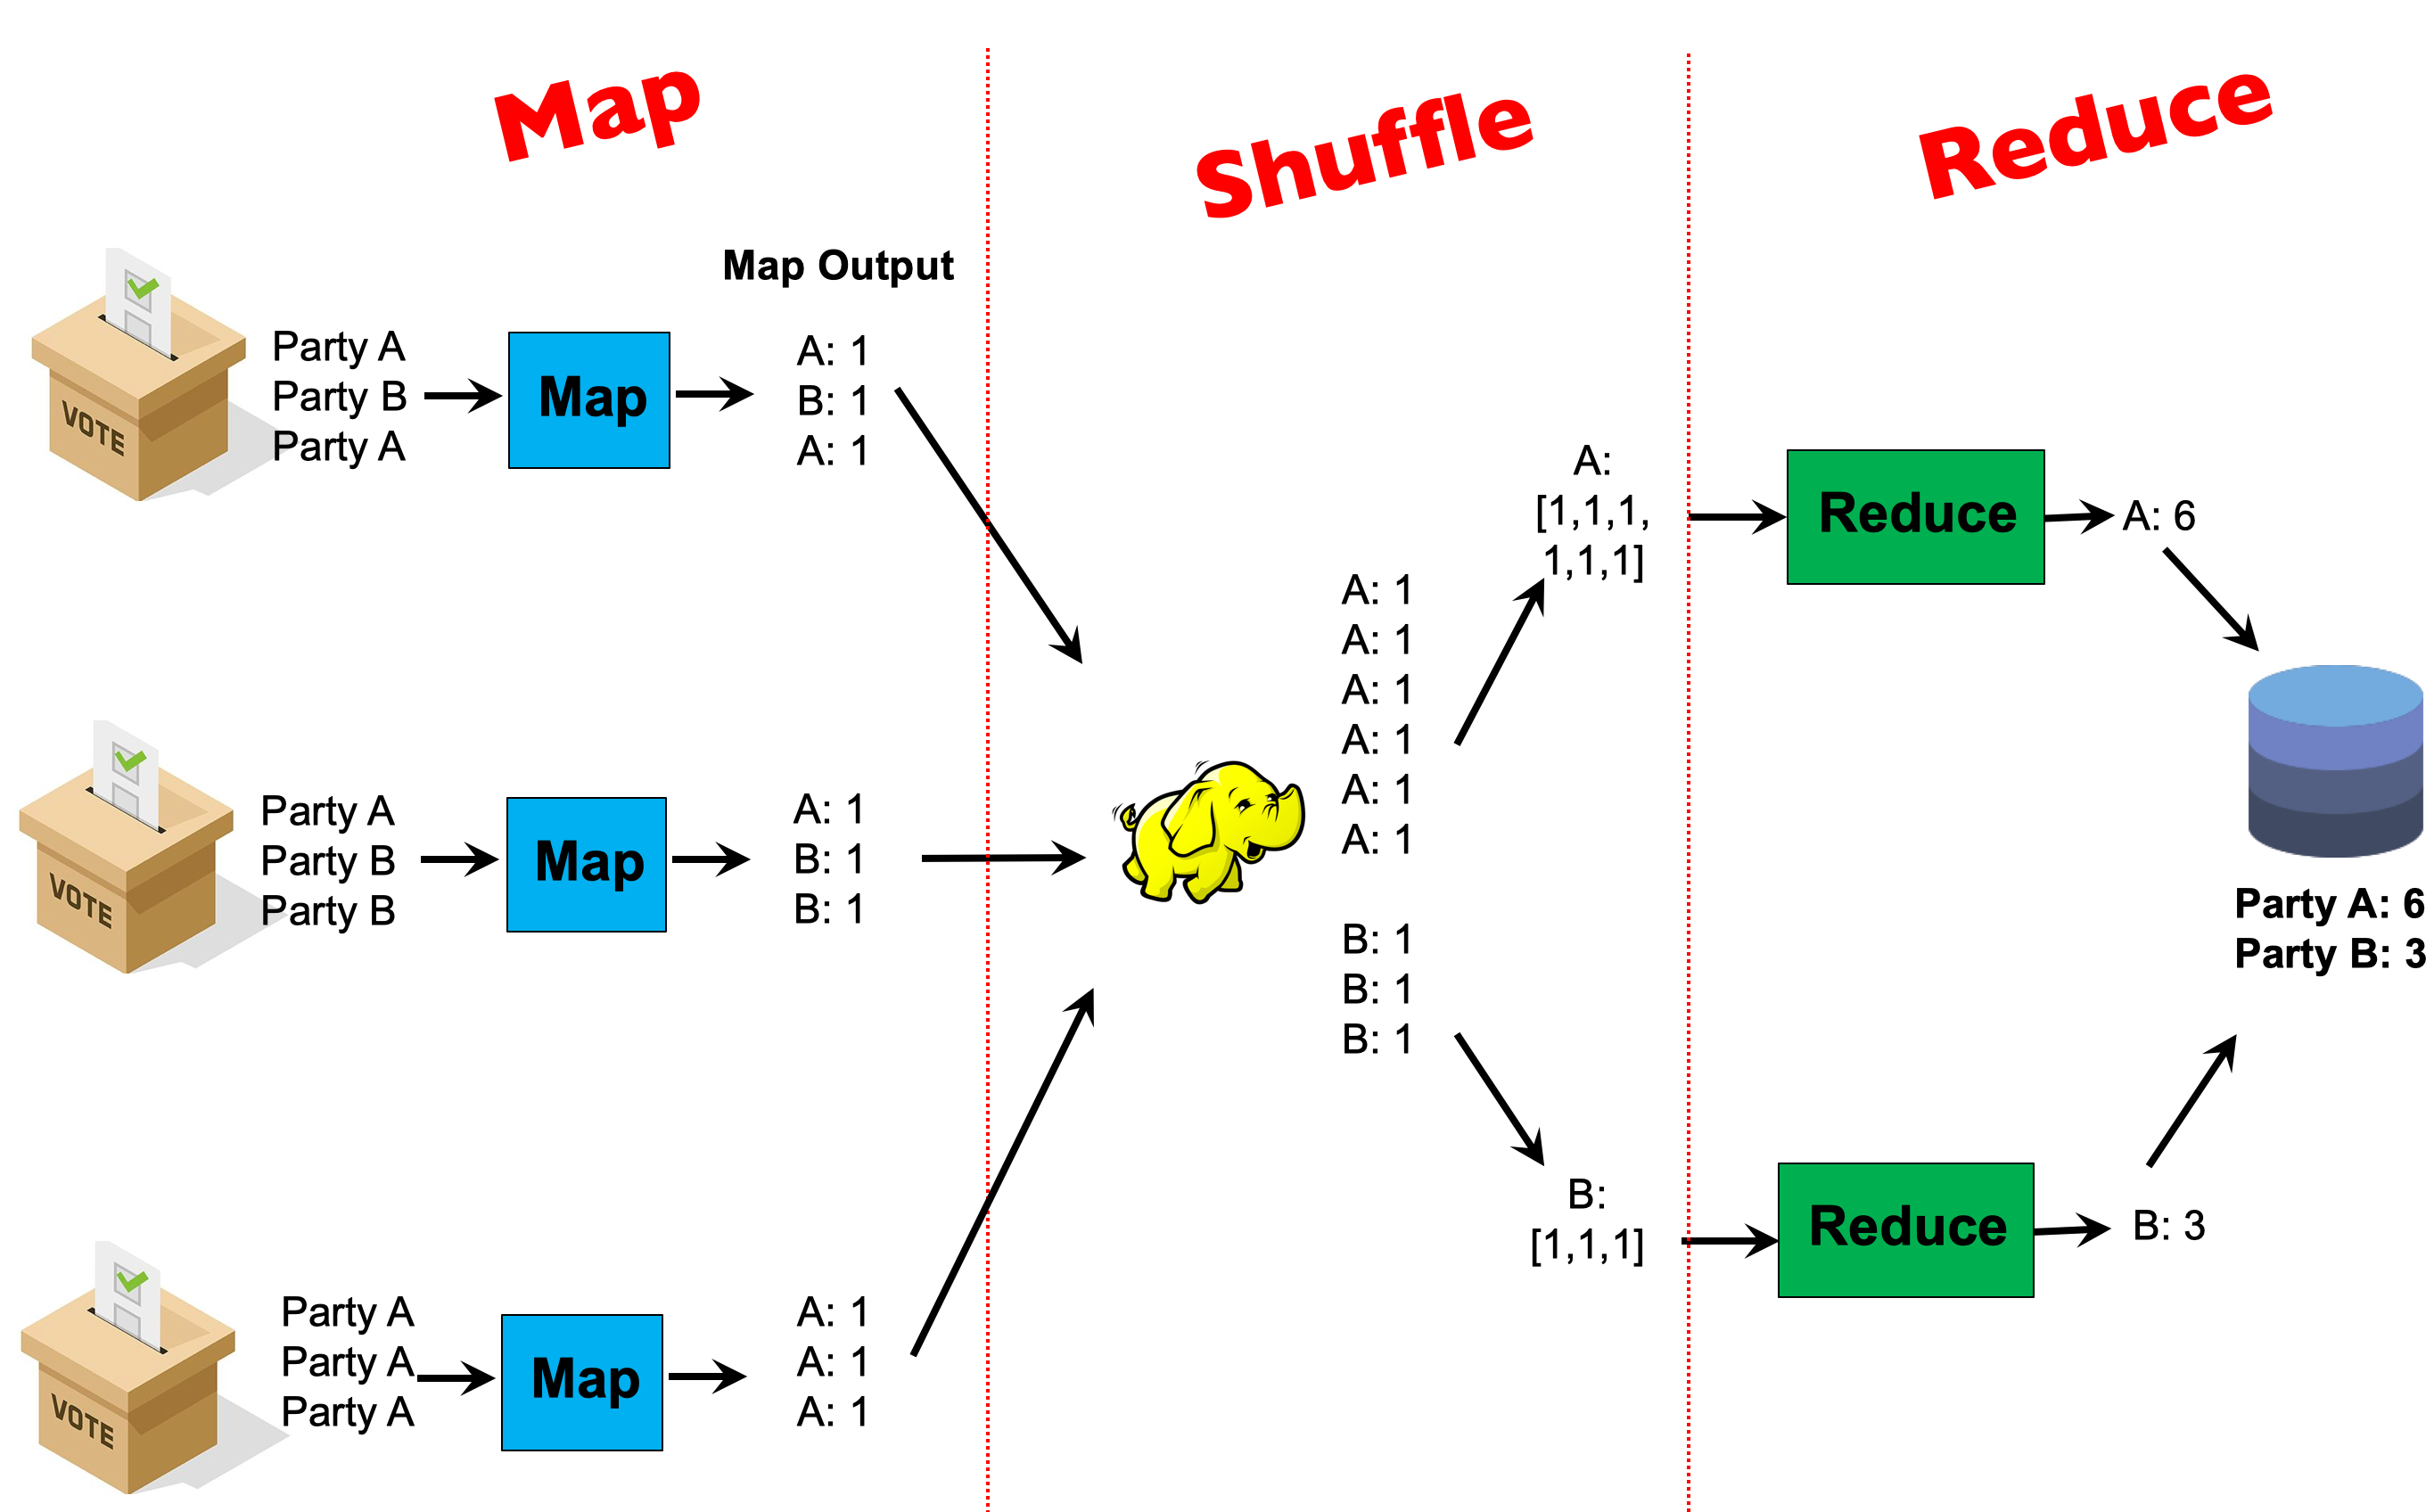 Map
Shuffle
Reduce
Map Output
VOTE
Party A
Party B
Party A
Map
A: 1
B: 1
A: 1
VOTE
Party A
Party B
Party B
Map
A: 1
B: 1
B: 1
VOTE
Party A
Party A
Party A
Map
A: 1
A: 1
A: 1
A: 1
A: 1
A: 1
A: 1
A: 1
A: 1
B: 1
B: 1
B: 1
A:
[1,1,1,
1,1,1]
B:
[1,1,1]
Reduce
A: 6
Reduce
B: 3
Party A: 6
Party B: 3